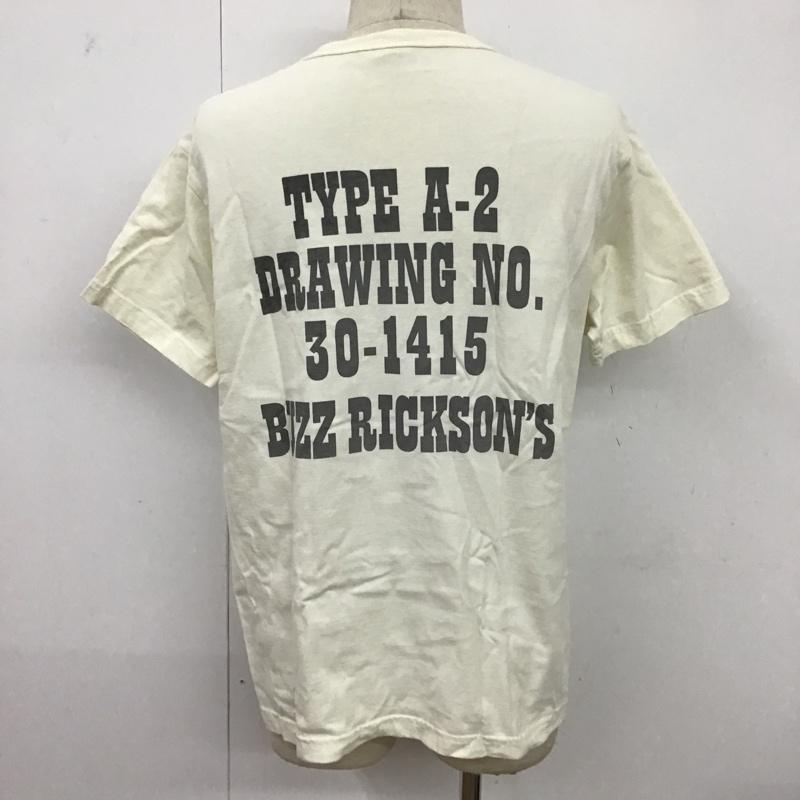 TYPE A-2
DRAWING NO.
30-1415
BUZZ RICKSON'S